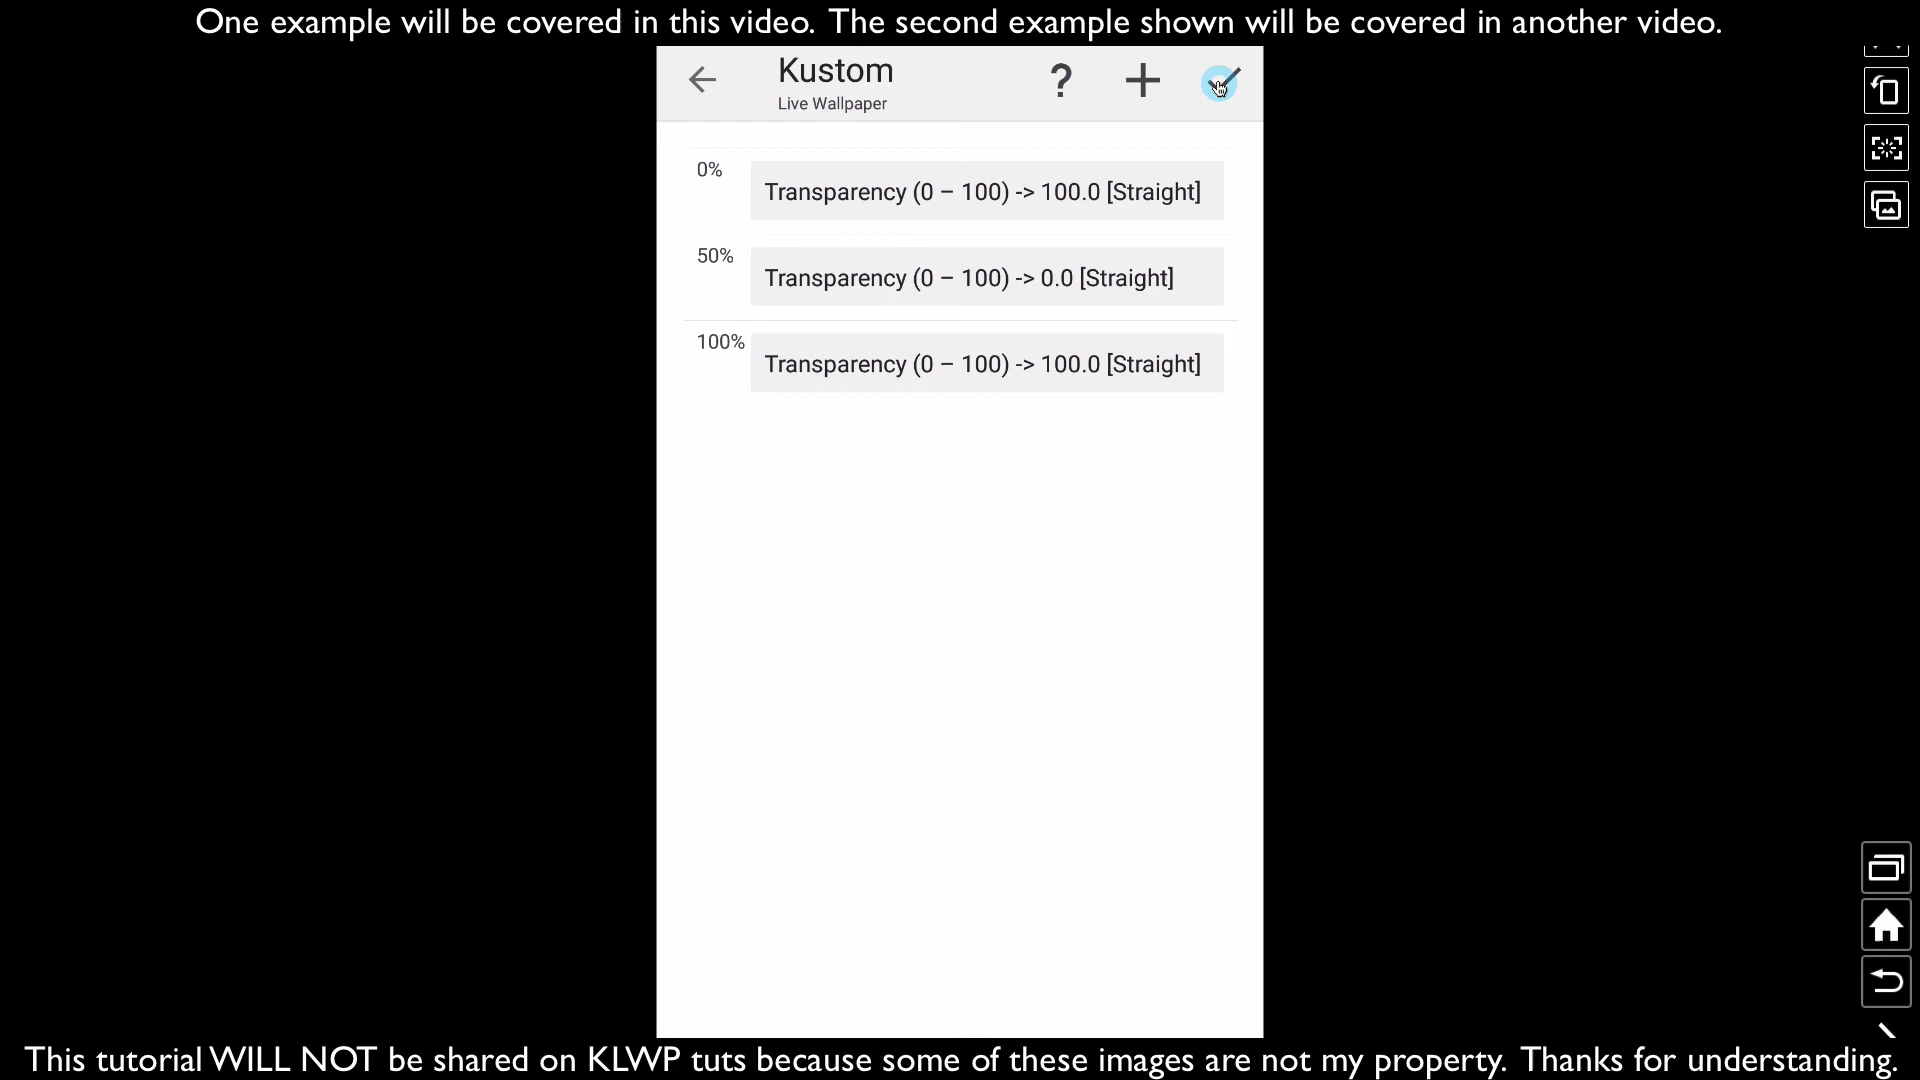 One example will be covered in this video. The second example shown will be covered in another video.
Kustom
Live Wallpaper
0%
Transparency (0 – 100) -> 100.0 [Straight]
50%
Transparency (0 – 100) -> 0.0 [Straight]
100%
Transparency (0 – 100) -> 100.0 [Straight]
This tutorial WILL NOT be shared on KLWP tuts because some of these images are not my property. Thanks for understanding.